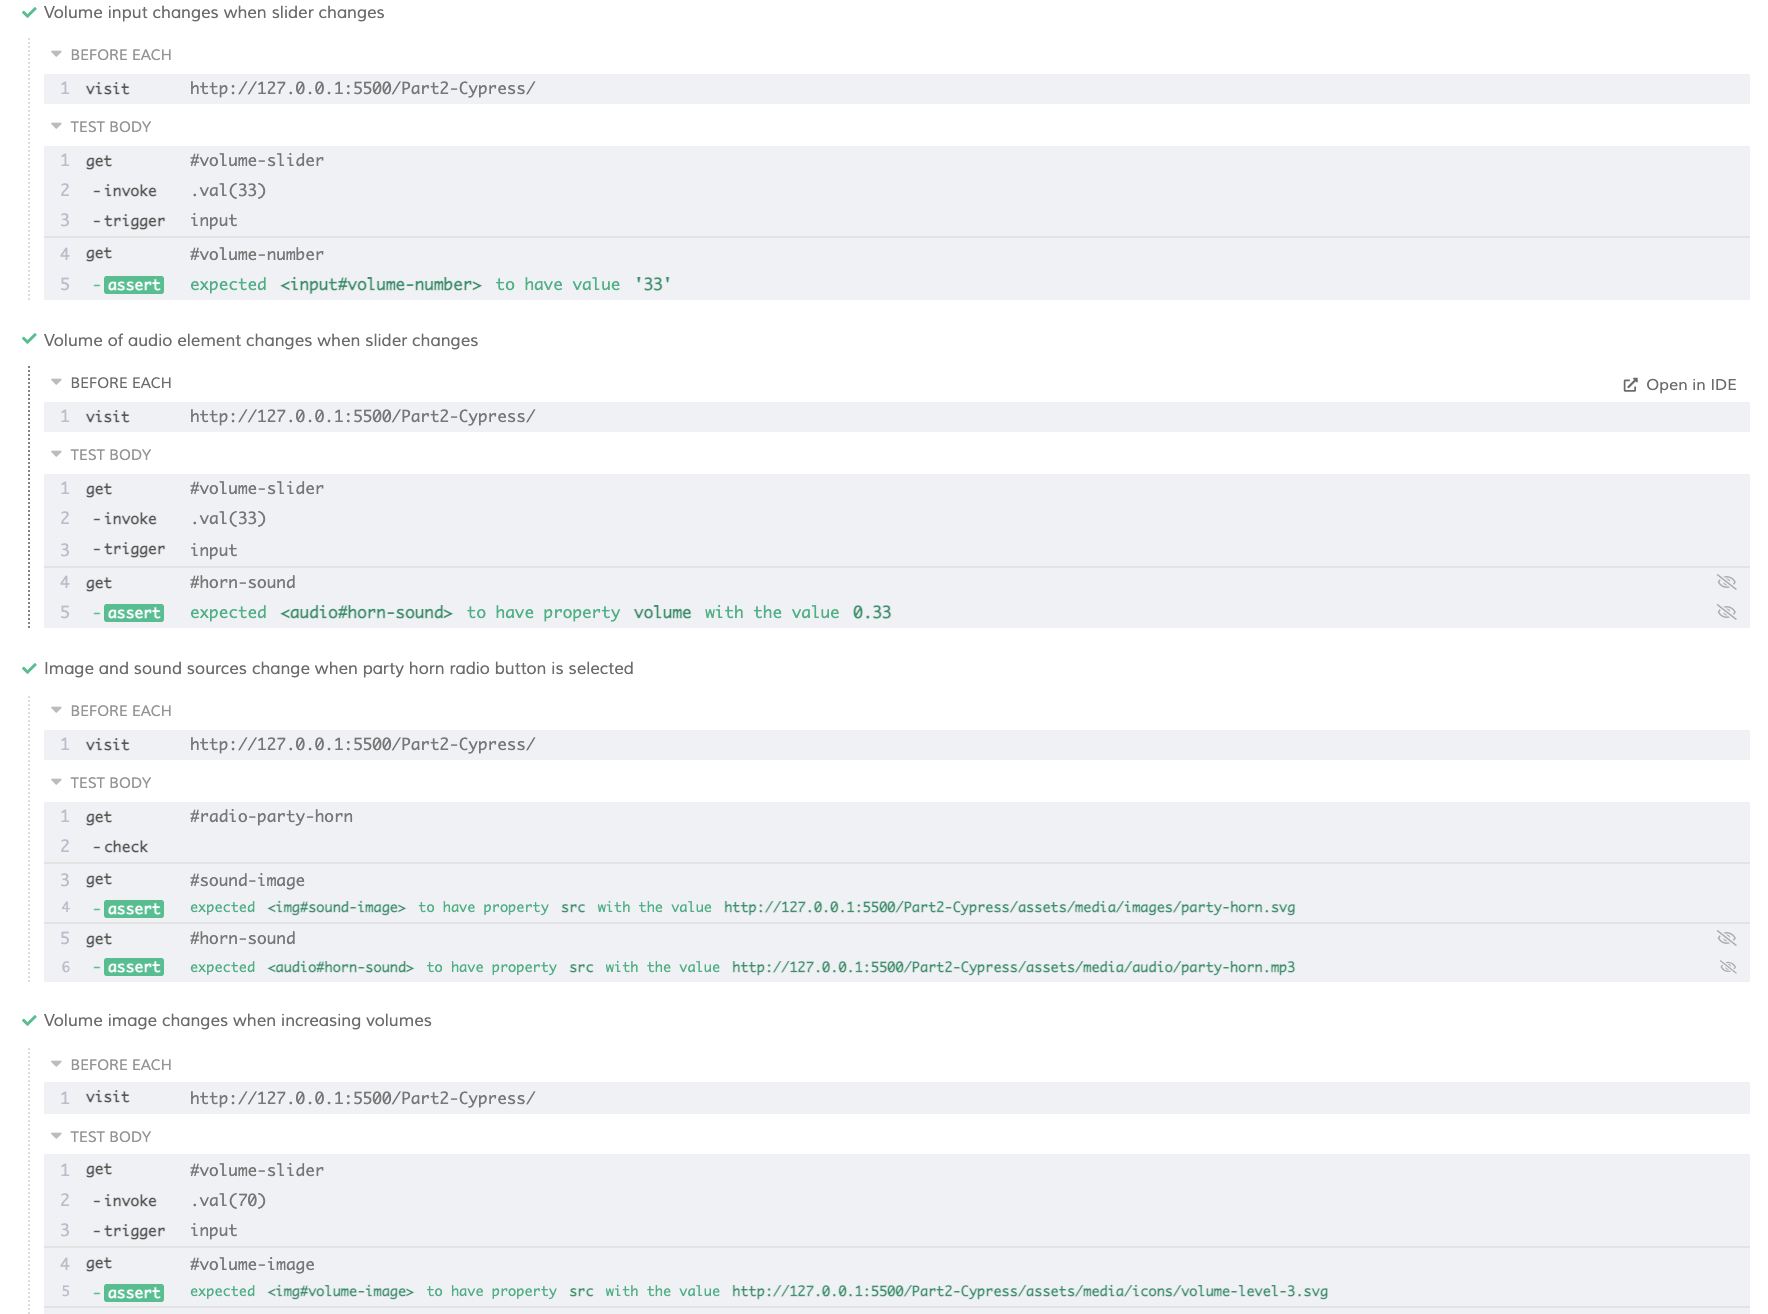 Volume input changes when slider changes
BEFORE EACH
1 visit http://127.0.0.1:5500/Part2-Cypress/
TEST BODY
1 get #volume-slider
2 -invoke .val(33)
3 -trigger input
4 get #volume-number
5 -assert expected <input#volume-number> to have value '33'
Volume of audio element changes when slider changes
BEFORE EACH Open in IDE
1 visit http://127.0.0.1:5500/Part2-Cypress/
TEST BODY
1 get #volume-slider
2 -invoke .val(33)
3 -trigger input
4 get #horn-sound
5 -assert expected <audio#horn-sound> to have property volume with the value 0.33
Image and sound sources change when party horn radio button is selected
BEFORE EACH
1 visit http://127.0.0.1:5500/Part2-Cypress/
TEST BODY
1 get #radio-party-horn
2 -check
3 get #sound-image
4 -assert expected <img#sound-image> to have property src with the value http://127.0.0.1:5500/Part2-Cypress/assets/media/images/party-horn.svg
5 get #horn-sound
6 -assert expected <audio#horn-sound> to have property src with the value http://127.0.0.1:5500/Part2-Cypress/assets/media/audio/party-horn.mp3
Volume image changes when increasing volumes
BEFORE EACH
1 visit http://127.0.0.1:5500/Part2-Cypress/
TEST BODY
1 get #volume-slider
2 -invoke .val(70)
3 -trigger input
4 get #volume-image
5 -assert expected <img#volume-image> to have property src with the value http://127.0.0.1:5500/Part2-Cypress/assets/media/icons/volume-level-3.svg